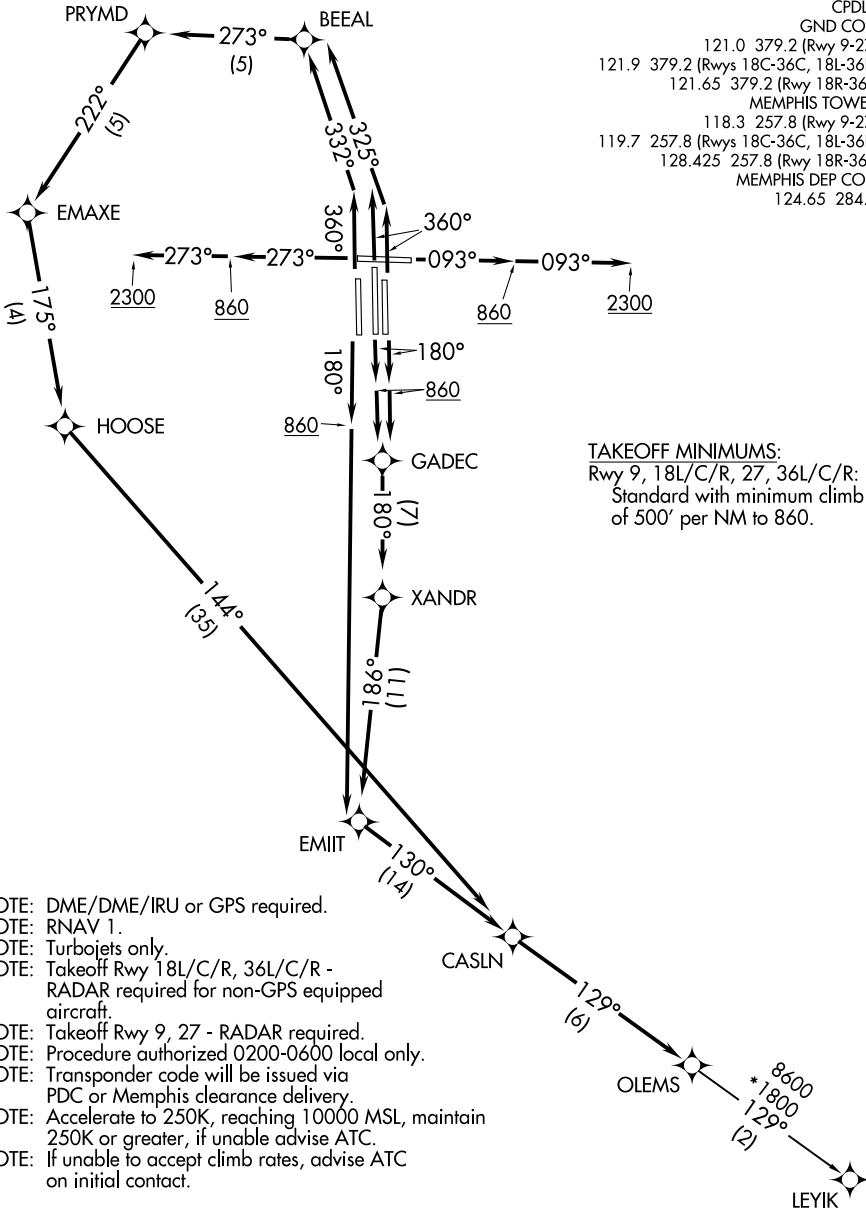 CPDL
GND CO
121.0 379.2 (Rwy 9-2
121.9 379.2 (Rwys 18C-36C, 18L-36
121.65 379.2 (Rwy 18R-36
MEMPHIS TOWE
118.3 257.8 (Rwy 9-2
119.7 257.8 (Rwys 18C-36C, 18L-36
128.425 257.8 (Rwy 18R-36
MEMPHIS DEP CO
124.65 284.
PRYMD
BEEAL
273°
(5)
222°
(5)
332°
325°
EMAXE
360°
360°
273°
273°
093°
093°
2300
860
860
2300
175°
(4)
180°
180°
860
860
HOOSE
GADEC
TAKEOFF MINIMUMS:
Rwy 9, 18L/C/R, 27, 36L/C/R:
Standard with minimum climb
of 500' per NM to 860.
180°
(7)
XANDR
144°
(35)
186°
(11)
EMIIT
130°
(14)
CASLN
129°
(6)
OLEMS
8600
*1800
129°
(2)
LEYIK
OTE: DME/DME/IRU or GPS required.
OTE: RNAV 1.
OTE: Turbojets only.
OTE: Takeoff Rwy 18L/C/R, 36L/C/R -
RADAR required for non-GPS equipped
aircraft.
OTE: Takeoff Rwy 9, 27 - RADAR required.
OTE: Procedure authorized 0200-0600 local only.
OTE: Transponder code will be issued via
PDC or Memphis clearance delivery.
OTE: Accelerate to 250K, reaching 10000 MSL, maintain
250K or greater, if unable advise ATC.
OTE: If unable to accept climb rates, advise ATC
on initial contact.